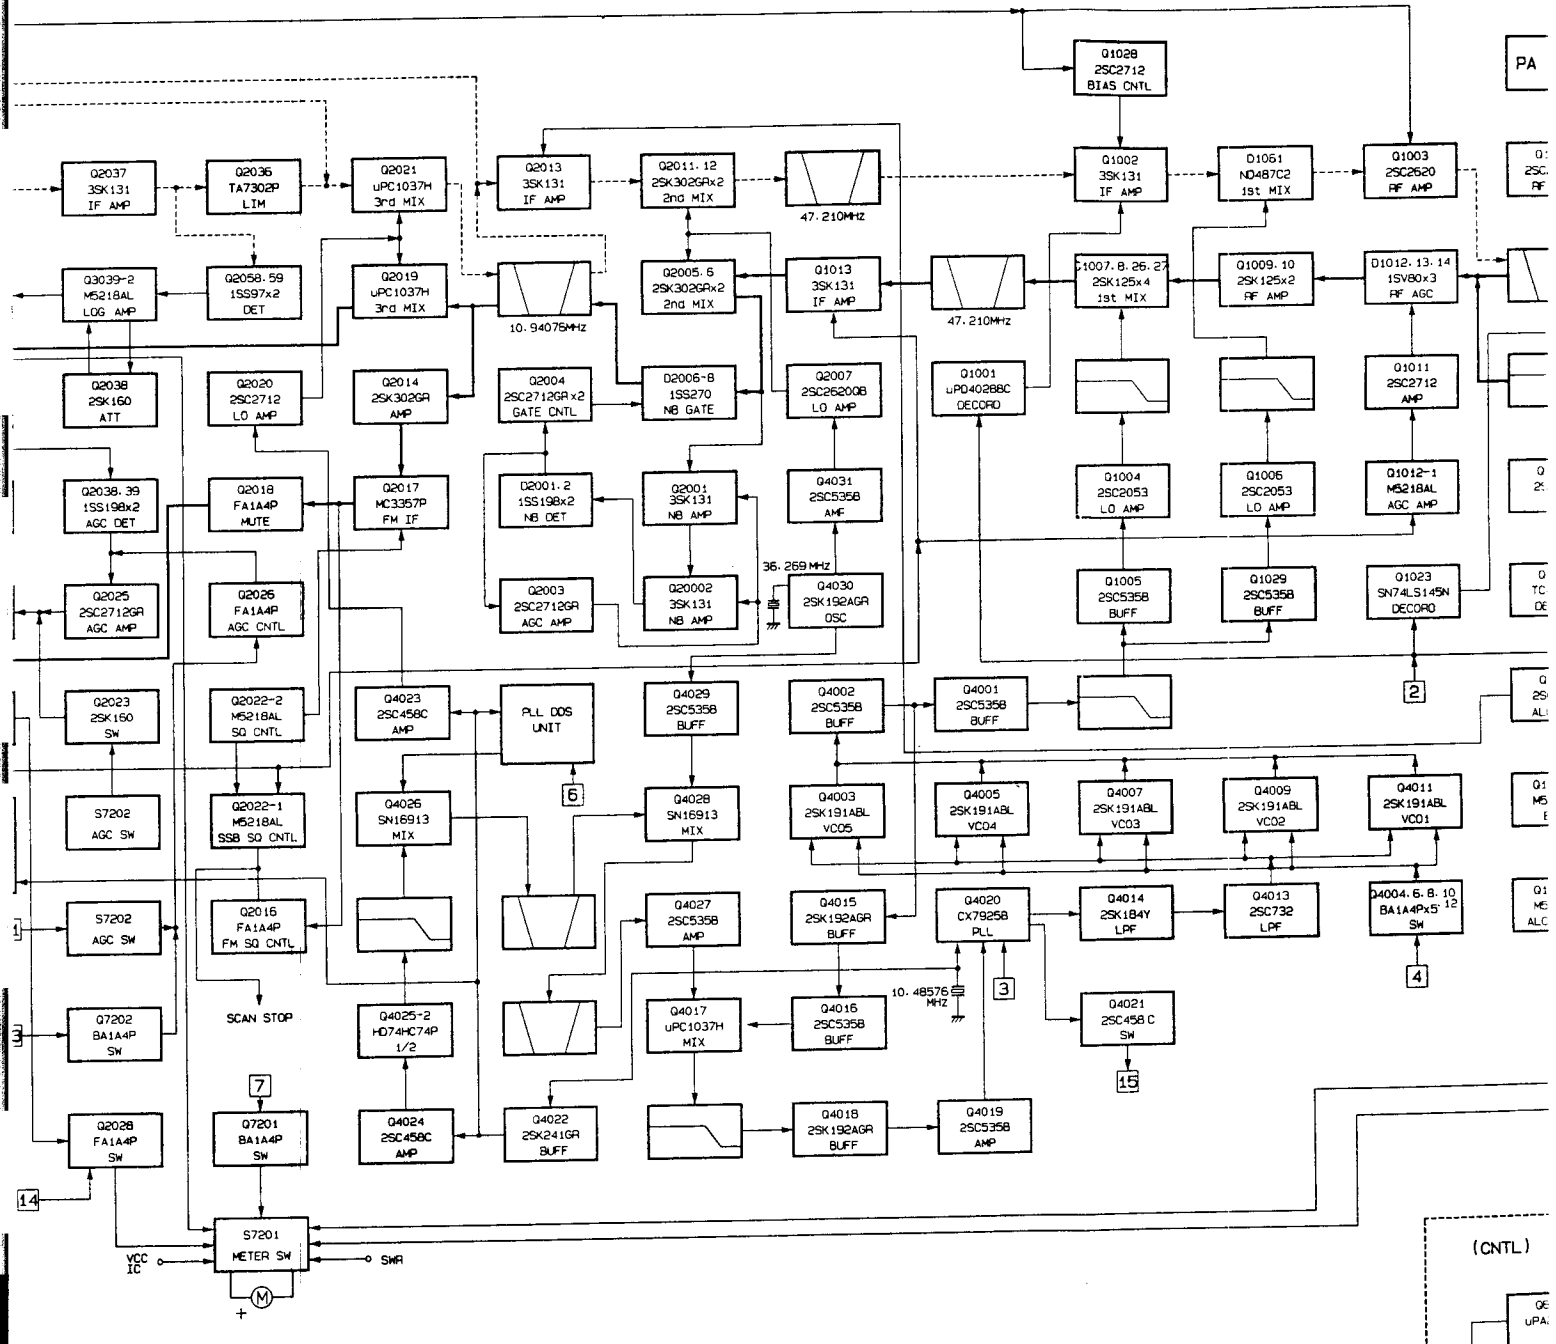 Q1028
2SC2712
BIAS CNTL
PA
Q2037
3SK131
IF AMP
Q2036
TA7302P
LIM
Q2021
uPC1037H
3rd MIX
Q2013
3SK131
IF AMP
Q2011.12
2SK302GRx2
2nd MIX
47.210MHz
Q1002
3SK131
IF AMP
D1061
ND487C2
1st MIX
Q1003
2SC2620
RF AMP
Q3039-2
M5218AL
LOG AMP
Q2058.59
1SS97x2
DET
Q2019
uPC1037H
3rd MIX
10.94075MHz
Q2005.6
2SK302GRx2
2nd MIX
Q1013
3SK131
IF AMP
47.210MHz
1007.8.26.27
2SK125x4
1st MIX
Q1009.10
2SK125x2
RF AMP
D1012.13.14
1SV80x3
RF AGC
Q2038
2SK160
ATT
Q2020
2SC2712
LO AMP
Q2014
2SK302GR
AMP
Q2004
2SC2712GRx2
GATE CNTL
D2006-8
1SS270
NB GATE
Q2007
2SC2620QB
LO AMP
Q1001
uPD4028BC
DECORD
Q1011
2SC2712
AMP
Q2038.39
1SS198x2
AGC DET
Q2018
FA1A4P
MUTE
Q2017
MC3357P
FM IF
D2001.2
1SS198x2
NB DET
Q2001
3SK131
NB AMP
Q4031
2SC535B
AMP
Q1004
2SC2053
LO AMP
Q1006
2SC2053
LO AMP
Q1012-1
M5218AL
AGC AMP
36.269MHz
Q2025
2SC2712GR
AGC AMP
Q2026
FA1A4P
AGC CNTL
Q2003
2SC2712GR
AGC AMP
Q20002
3SK131
NB AMP
Q4030
2SK192AGR
OSC
Q1005
2SC535B
BUFF
Q1029
2SC535B
BUFF
Q1023
SN74LS145N
DECORD
2
Q2023
2SK160
SW
Q2022-2
M5218AL
SQ CNTL
Q4023
2SC458C
AMP
PLL DDS
UNIT
Q4029
2SC535B
BUFF
Q4002
2SC535B
BUFF
Q4001
2SC535B
BUFF
6
S7202
AGC SW
Q2022-1
M5218AL
SSB SQ CNTL
Q4026
SN16913
MIX
Q4028
SN16913
MIX
Q4003
2SK191ABL
VCO5
Q4005
2SK191ABL
VCO4
Q4007
2SK191ABL
VCO3
Q4009
2SK191ABL
VCO2
Q4011
2SK191ABL
VCO1
S7202
AGC SW
Q2016
FA1A4P
FM SQ CNTL
Q4027
2SC535B
AMP
Q4015
2SK192AGR
BUFF
Q4020
CX7925B
PLL
Q4014
2SK184Y
LPF
Q4013
2SC732
LPF
Q4004.6.8.10
12
BA1A4Px5
SW
10.48576
MHz
3
4
SCAN STOP
Q7202
BA1A4P
SW
Q4025-2
HD74HC74P
1/2
Q4017
uPC1037H
MIX
Q4016
2SC535B
BUFF
Q4021
2SC458C
SW
15
7
Q2028
FA1A4P
SW
Q7201
BA1A4P
SW
Q4024
2SC458C
AMP
Q4022
2SK241GR
BUFF
Q4018
2SK192AGR
BUFF
Q4019
2SC535B
AMP
14
S7201
METER SW
VCC
IC
SWR
M
+
(CNTL)